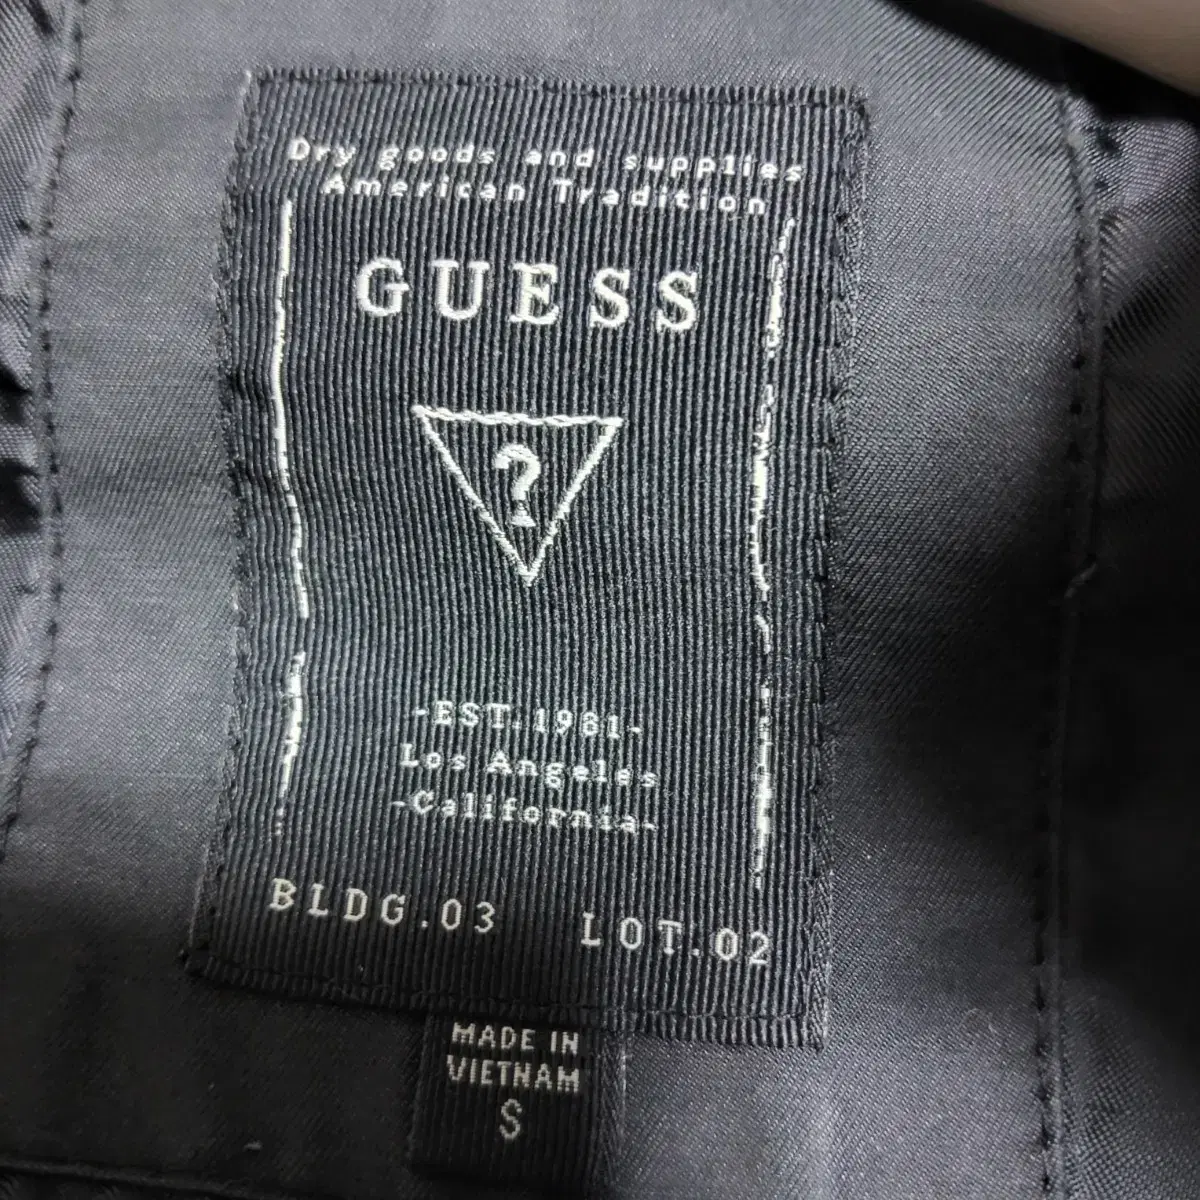 Dry goods and supplies
American Tradition
GUESS
?
-EST.1981-
Los Angeles
-California-
BLDG.03 LOT.02
MADE IN
VIETNAM
S